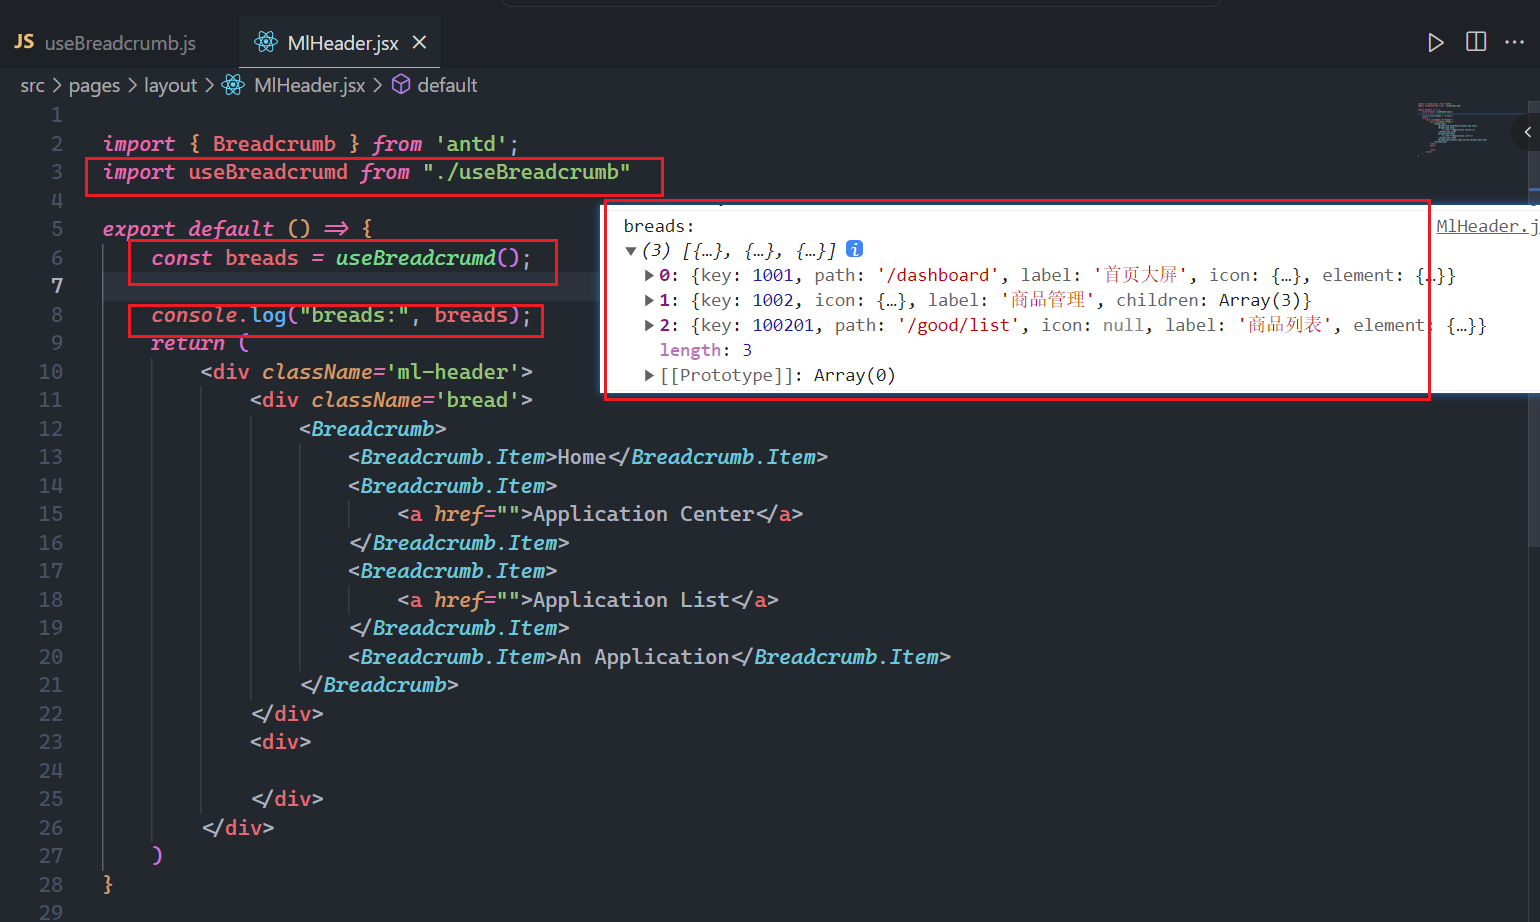 JS useBreadcrumb.js MlHeader.jsx
src > pages > layout > MlHeader.jsx > default
1
2 import { Breadcrumb } from 'antd';
3 import useBreadcrumd from "./useBreadcrumb"
4
5 export default () => {
6 const breads = useBreadcrumd();
7
8 console.log("breads:", breads);
9 return (
10 <div className='ml-header'>
11 <div className='bread'>
12 <Breadcrumb>
13 <Breadcrumb.Item>Home</Breadcrumb.Item>
14 <Breadcrumb.Item>
15 <a href="">Application Center</a>
16 </Breadcrumb.Item>
17 <Breadcrumb.Item>
18 <a href="">Application List</a>
19 </Breadcrumb.Item>
20 <Breadcrumb.Item>An Application</Breadcrumb.Item>
21 </Breadcrumb>
22 </div>
23 <div>
24
25 </div>
26 </div>
27 )
28 }
29
breads: MlHeader.j
(3) [{…}, {…}, {…}] i
0: {key: 1001, path: '/dashboard', label: '首页大屏', icon: {…}, element: {…}}
1: {key: 1002, icon: {…}, label: '商品管理', children: Array(3)}
2: {key: 100201, path: '/good/list', icon: null, label: '商品列表', element: {…}}
length: 3
[[Prototype]]: Array(0)